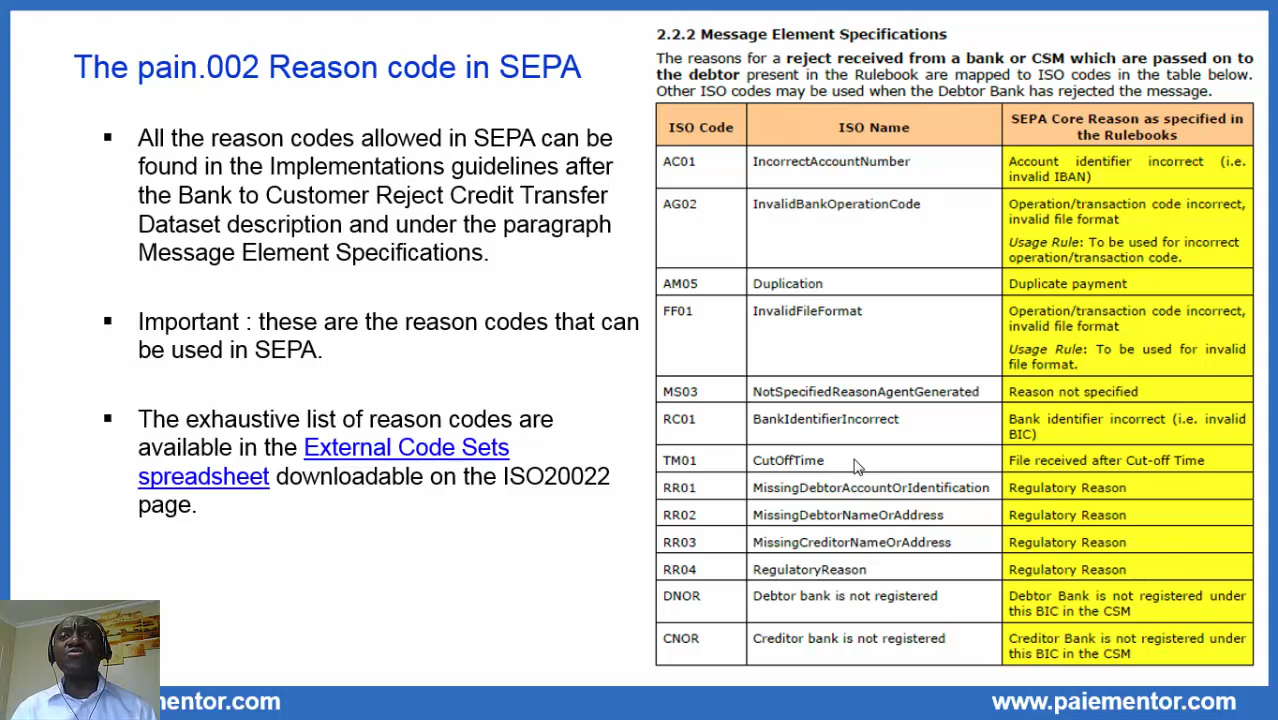 The pain.002 Reason code in SEPA
▪ All the reason codes allowed in SEPA can be
found in the Implementations guidelines after
the Bank to Customer Reject Credit Transfer
Dataset description and under the paragraph
Message Element Specifications.
▪ Important : these are the reason codes that can
be used in SEPA.
▪ The exhaustive list of reason codes are
available in the External Code Sets
spreadsheet downloadable on the ISO20022
page.
2.2.2 Message Element Specifications
The reasons for a reject received from a bank or CSM which are passed on to
the debtor present in the Rulebook are mapped to ISO codes in the table below.
Other ISO codes may be used when the Debtor Bank has rejected the message.
ISO Code
ISO Name
SEPA Core Reason as specified in
the Rulebooks
AC01
IncorrectAccountNumber
Account identifier incorrect (i.e.
invalid IBAN)
AG02
InvalidBankOperationCode
Operation/transaction code incorrect,
invalid file format
Usage Rule: To be used for incorrect
operation/transaction code.
AM05
Duplication
Duplicate payment
FF01
InvalidFileFormat
Operation/transaction code incorrect,
invalid file format
Usage Rule: To be used for invalid
file format.
MS03
NotSpecifiedReasonAgentGenerated
Reason not specified
RC01
BankIdentifierIncorrect
Bank identifier incorrect (i.e. invalid
BIC)
TM01
CutOffTime
File received after Cut-off Time
RR01
MissingDebtorAccountOrIdentification
Regulatory Reason
RR02
MissingDebtorNameOrAddress
Regulatory Reason
RR03
MissingCreditorNameOrAddress
Regulatory Reason
RR04
RegulatoryReason
Regulatory Reason
DNOR
Debtor bank is not registered
Debtor Bank is not registered under
this BIC in the CSM
CNOR
Creditor bank is not registered
Creditor Bank is not registered under
this BIC in the CSM
mentor.com
www.paiementor.com